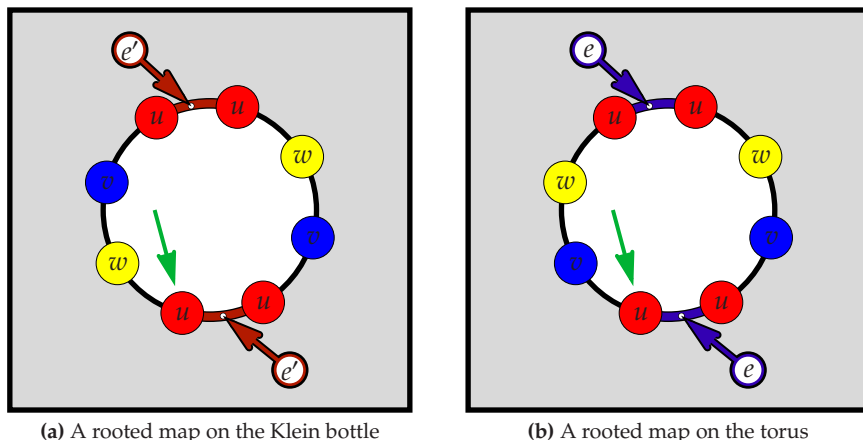 e′
u u
w
v
v
w
u u
e′
(a) A rooted map on the Klein bottle
e
u u
w
w
v
v
u u
e
(b) A rooted map on the torus